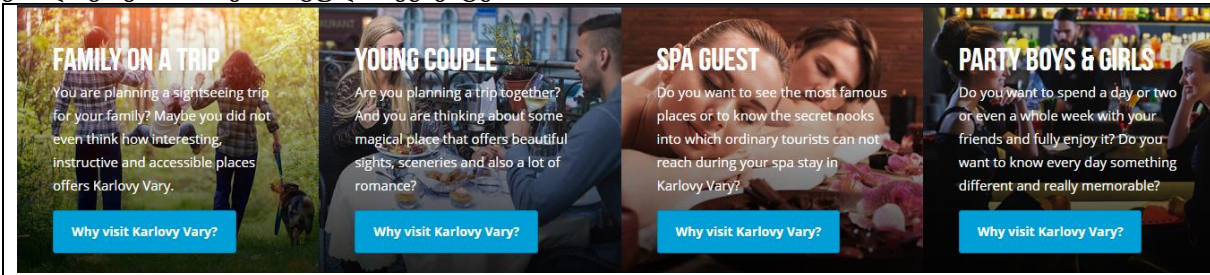 FAMILY ON A TRIP
You are planning a sightseeing trip
for your family? Maybe you did not
even think how interesting,
instructive and accessible places
offers Karlovy Vary.
Why visit Karlovy Vary?
YOUNG COUPLE
Are you planning a trip together?
And you are thinking about some
magical place that offers beautiful
sights, sceneries and also a lot of
romance?
Why visit Karlovy Vary?
SPA GUEST
Do you want to see the most famous
places or to know the secret nooks
into which ordinary tourists can not
reach during your spa stay in
Karlovy Vary?
Why visit Karlovy Vary?
PARTY BOYS & GIRLS
Do you want to spend a day or two
or even a whole week with your
friends and fully enjoy it? Do you
want to know every day something
different and really memorable?
Why visit Karlovy Vary?